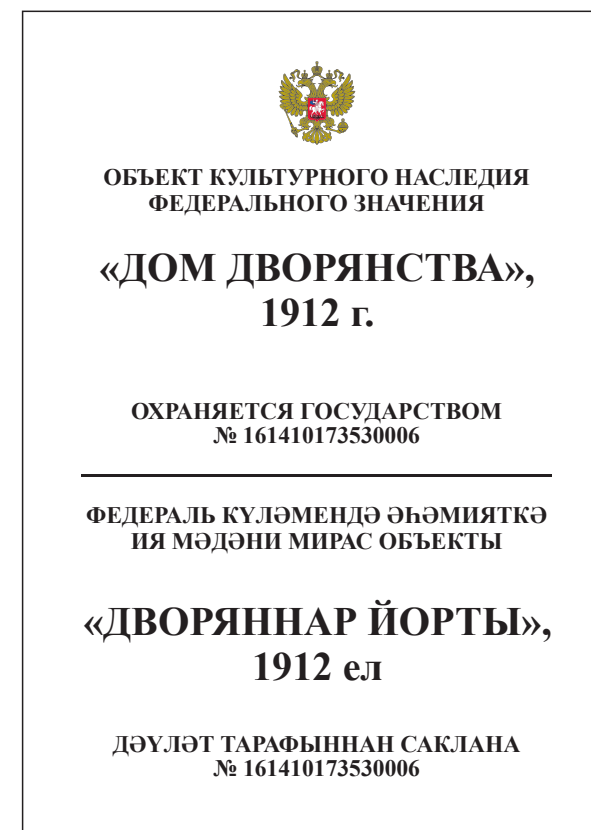 ОБЪЕКТ КУЛЬТУРНОГО НАСЛЕДИЯ
ФЕДЕРАЛЬНОГО ЗНАЧЕНИЯ
«ДОМ ДВОРЯНСТВА»,
1912 г.
ОХРАНЯЕТСЯ ГОСУДАРСТВОМ
№ 161410173530006
ФЕДЕРАЛЬ КҮЛӘМЕНДӘ ӘҺӘМИЯТКӘ
ИЯ МӘДӘНИ МИРАС ОБЪЕКТЫ
«ДВОРЯННАР ЙОРТЫ»,
1912 ел
ДӘҮЛӘТ ТАРАФЫННАН САКЛАНА
№ 161410173530006